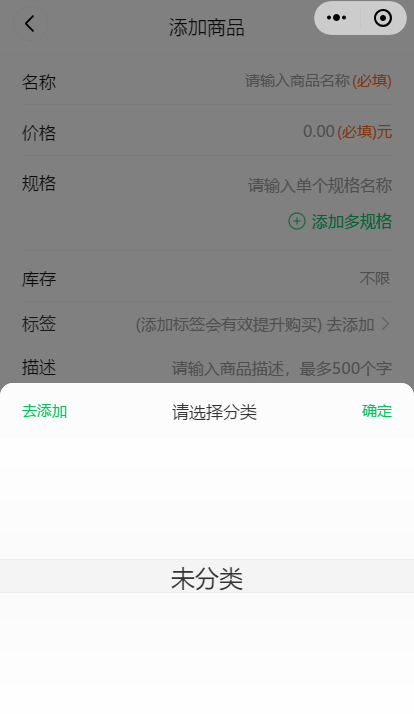 添加商品
名称 请输入商品名称(必填)
价格 0.00(必填)元
规格 请输入单个规格名称
添加多规格
库存 不限
标签 (添加标签会有效提升购买) 去添加
描述 请输入商品描述，最多500个字
去添加 请选择分类 确定
未分类